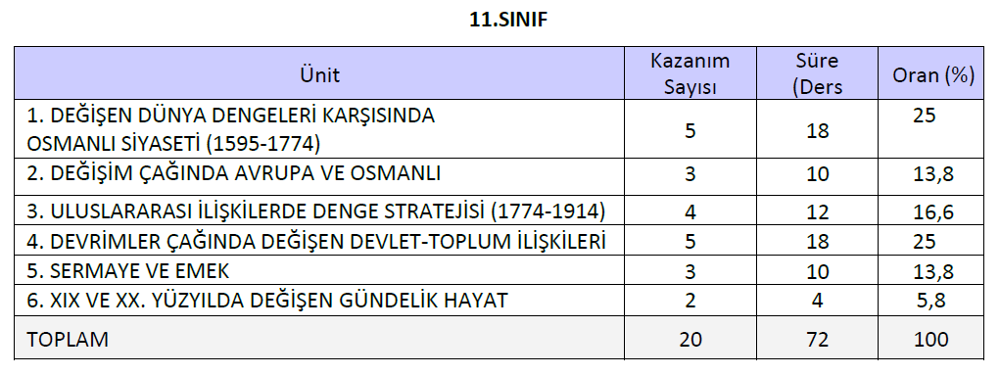 11.SINIF
Ünit Kazanım Sayısı Süre (Ders Oran (%)
1. DEĞİŞEN DÜNYA DENGELERİ KARŞISINDA
OSMANLI SİYASETİ (1595-1774) 5 18 25
2. DEĞİŞİM ÇAĞINDA AVRUPA VE OSMANLI 3 10 13,8
3. ULUSLARARASI İLİŞKİLERDE DENGE STRATEJİSİ (1774-1914) 4 12 16,6
4. DEVRİMLER ÇAĞINDA DEĞİŞEN DEVLET-TOPLUM İLİŞKİLERİ 5 18 25
5. SERMAYE VE EMEK 3 10 13,8
6. XIX VE XX. YÜZYILDA DEĞİŞEN GÜNDELİK HAYAT 2 4 5,8
TOPLAM 20 72 100